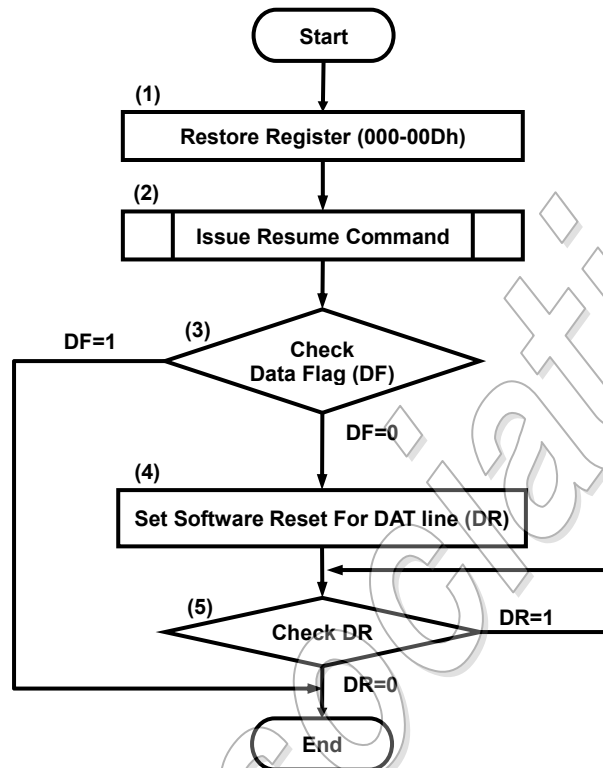 Start
(1)
Restore Register (000-00Dh)
(2)
Issue Resume Command
(3)
DF=1
Check
Data Flag (DF)
DF=0
(4)
Set Software Reset For DAT line (DR)
(5)
Check DR
DR=1
DR=0
End
ociati